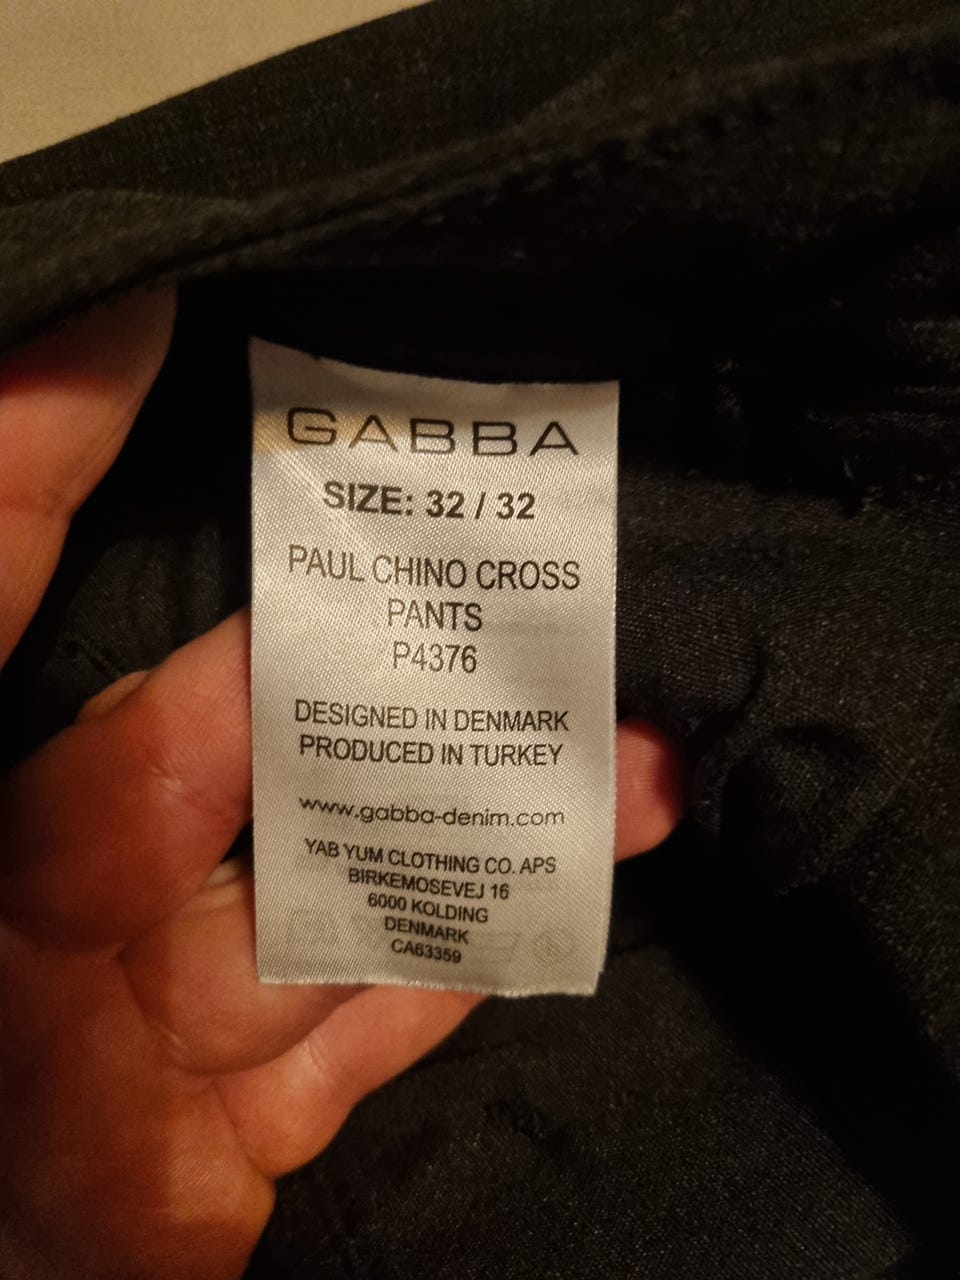 GABBA
SIZE: 32 / 32
PAUL CHINO CROSS
PANTS
P4376
DESIGNED IN DENMARK
PRODUCED IN TURKEY
www.gabba-denim.com
YAB YUM CLOTHING CO. APS
BIRKEMOSEVEJ 16
6000 KOLDING
DENMARK
CA63359